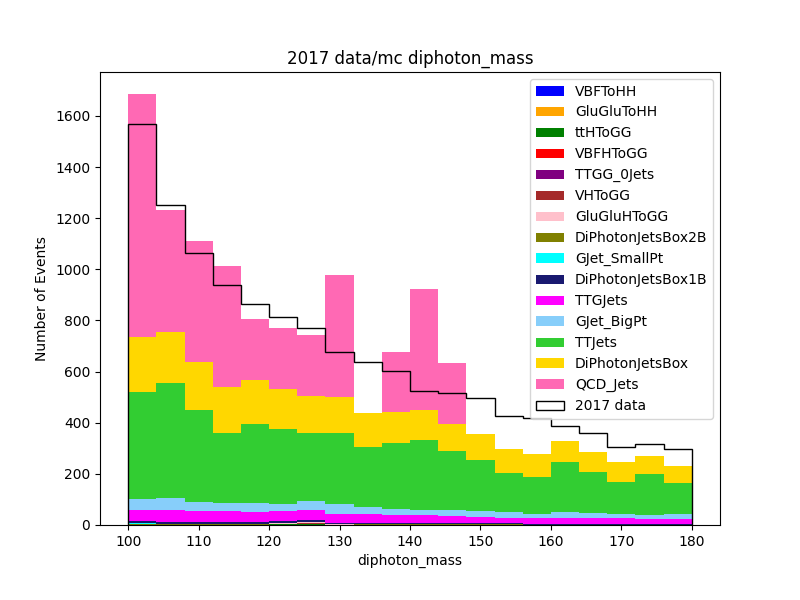 2017 data/mc diphoton_mass
Number of Events
1600
1400
1200
1000
800
600
400
200
0
100
110
120
130
140
150
160
170
180
diphoton_mass
VBFToHH
GluGluToHH
ttHToGG
VBFHToGG
TTGG_0Jets
VHToGG
GluGluHToGG
DiPhotonJetsBox2B
GJet_SmallPt
DiPhotonJetsBox1B
TTGJets
GJet_BigPt
TTJets
DiPhotonJetsBox
QCD_Jets
2017 data